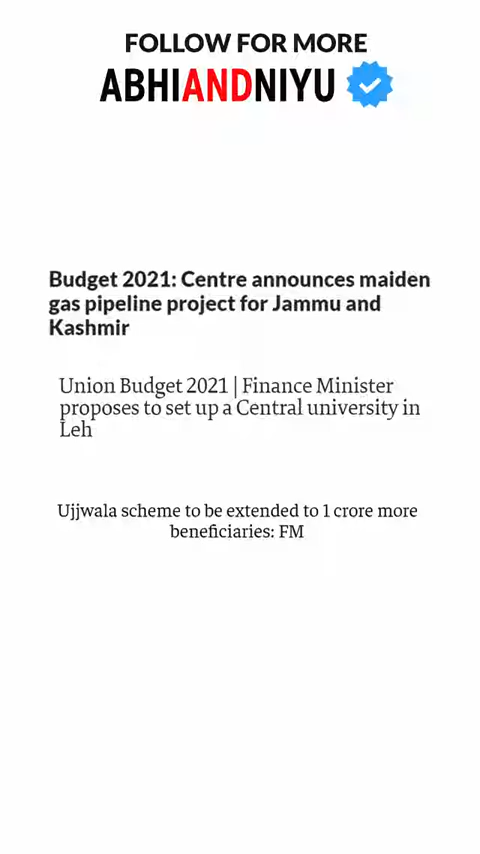 FOLLOW FOR MORE
ABHIANDNIYU
Budget 2021: Centre announces maiden
gas pipeline project for Jammu and
Kashmir
Union Budget 2021 | Finance Minister
proposes to set up a Central university in
Leh
Ujjwala scheme to be extended to 1 crore more
beneficiaries: FM